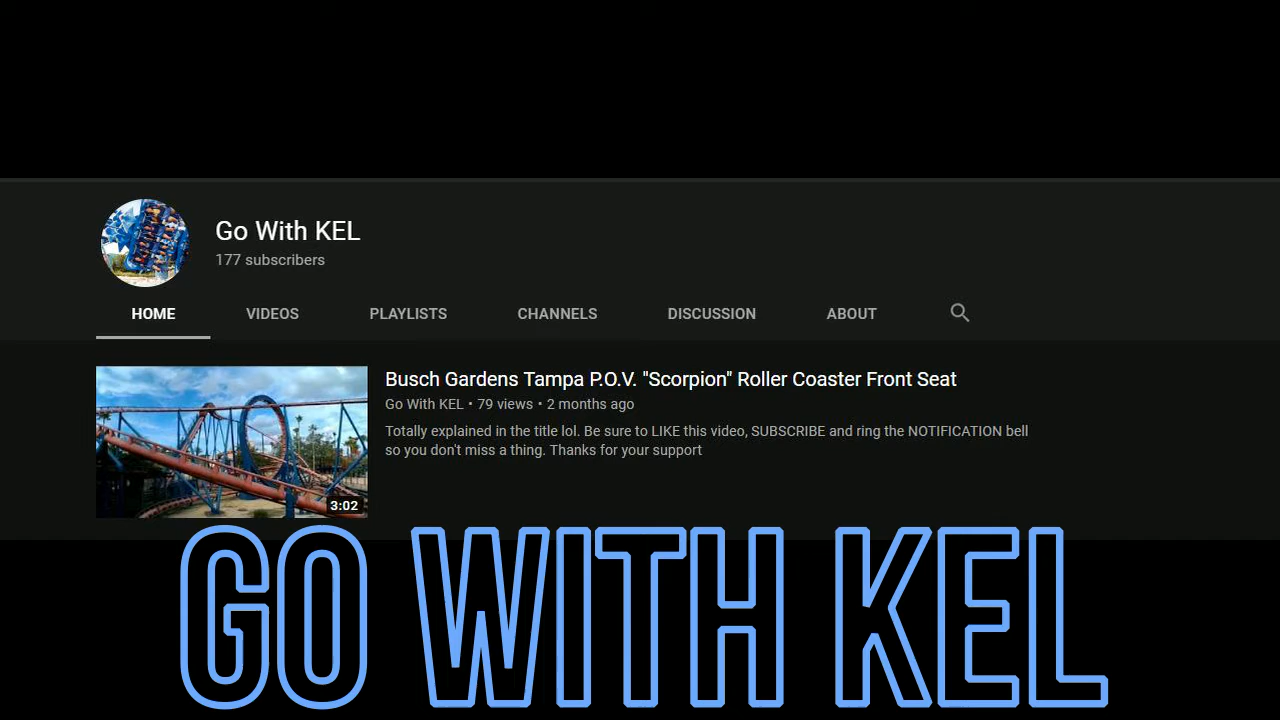 Go With KEL
177 subscribers
HOME VIDEOS PLAYLISTS CHANNELS DISCUSSION ABOUT
Busch Gardens Tampa P.O.V. "Scorpion" Roller Coaster Front Seat
Go With KEL • 79 views • 2 months ago
Totally explained in the title lol. Be sure to LIKE this video, SUBSCRIBE and ring the NOTIFICATION bell
so you don't miss a thing. Thanks for your support
3:02
GO WITH KEL